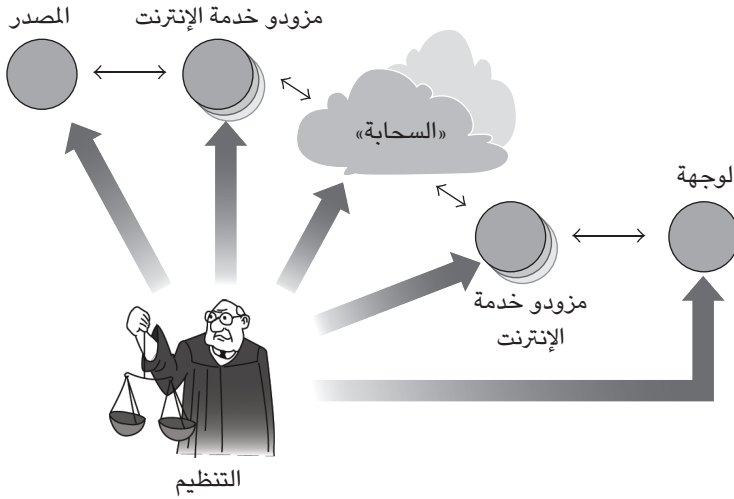 المصدر
مزودو خدمة الإنترنت
«السحابة»
لوجهة
مزودو خدمة
الإنترنت
التنظيم